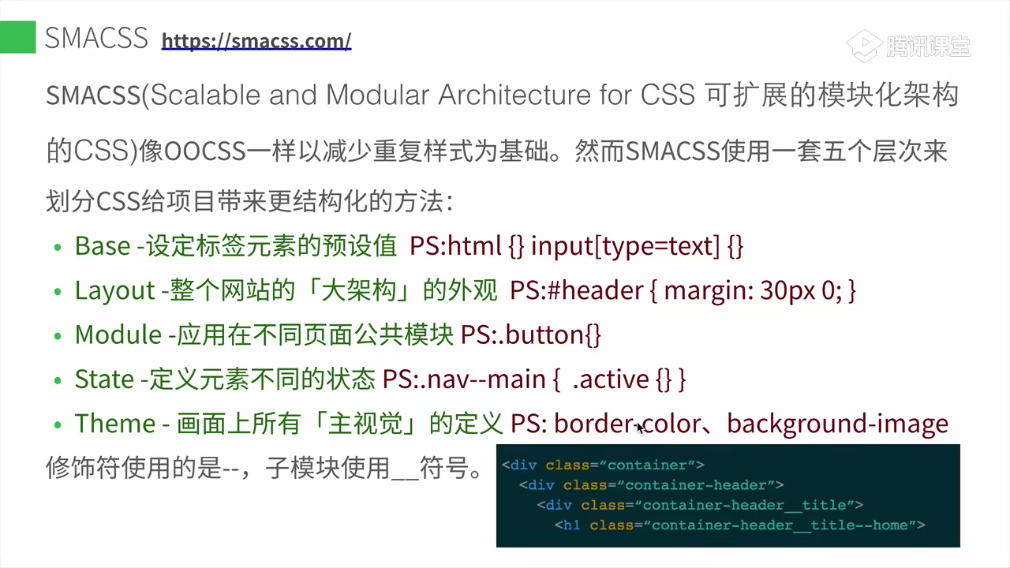 SMACSS https://smacss.com/
腾讯课堂
SMACSS(Scalable and Modular Architecture for CSS 可扩展的模块化架构
的CSS)像OOCSS一样以减少重复样式为基础。然而SMACSS使用一套五个层次来
划分CSS给项目带来更结构化的方法：
• Base -设定标签元素的预设值 PS:html {} input[type=text] {}
• Layout -整个网站的「大架构」的外观 PS:#header { margin: 30px 0; }
• Module -应用在不同页面公共模块 PS:.button{}
• State -定义元素不同的状态 PS:.nav--main { .active {} }
• Theme - 画面上所有「主视觉」的定义 PS: border-color、background-image
修饰符使用的是--，子模块使用__符号。
<div class=“container”>
<div class=“container-header”>
<div class=“container-header__title”>
<h1 class=“container-header__title--home”>